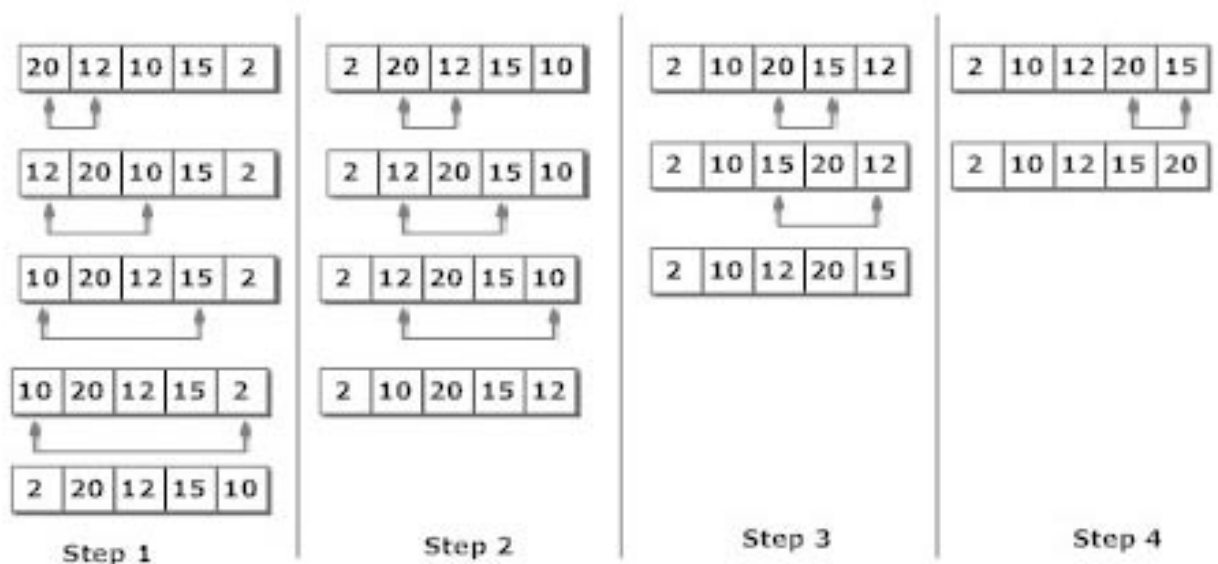 20 12 10 15 2
12 20 10 15 2
10 20 12 15 2
10 20 12 15 2
2 20 12 15 10
Step 1
2 20 12 15 10
2 12 20 15 10
2 12 20 15 10
2 10 20 15 12
Step 2
2 10 20 15 12
2 10 15 20 12
2 10 12 20 15
Step 3
2 10 12 20 15
2 10 12 15 20
Step 4